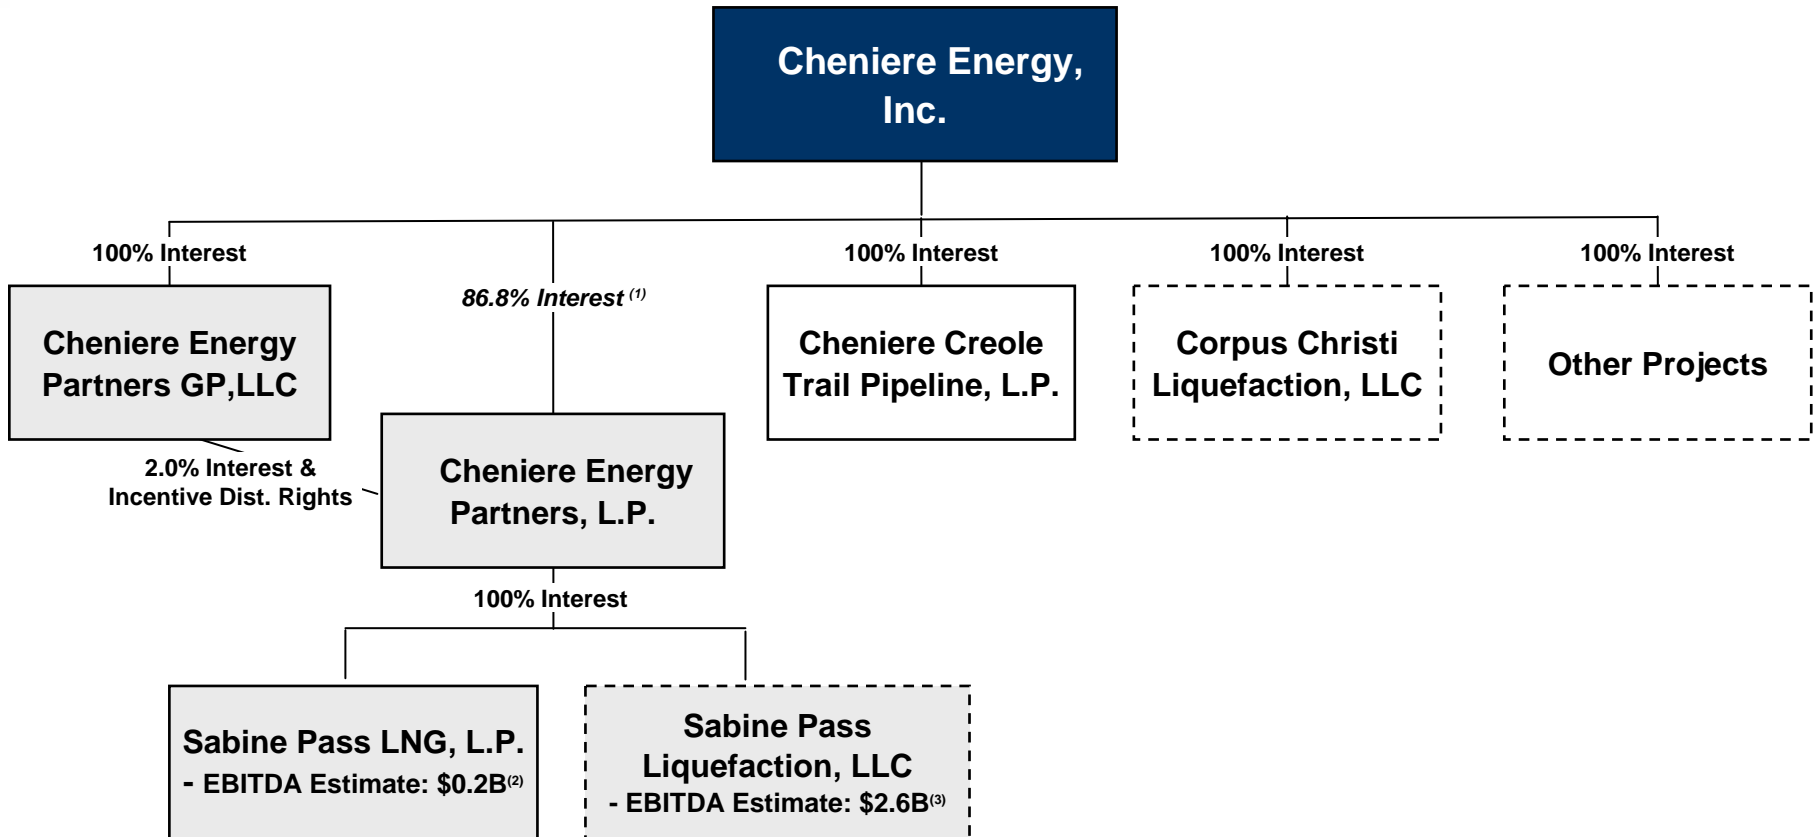 Cheniere Energy,
Inc.
100% Interest
86.8% Interest (1)
100% Interest
100% Interest
100% Interest
Cheniere Energy
Partners GP,LLC
Cheniere Creole
Trail Pipeline, L.P.
Corpus Christi
Liquefaction, LLC
Other Projects
2.0% Interest &
Incentive Dist. Rights
Cheniere Energy
Partners, L.P.
100% Interest
Sabine Pass LNG, L.P.
- EBITDA Estimate: $0.2B(2)
Sabine Pass
Liquefaction, LLC
- EBITDA Estimate: $2.6B(3)